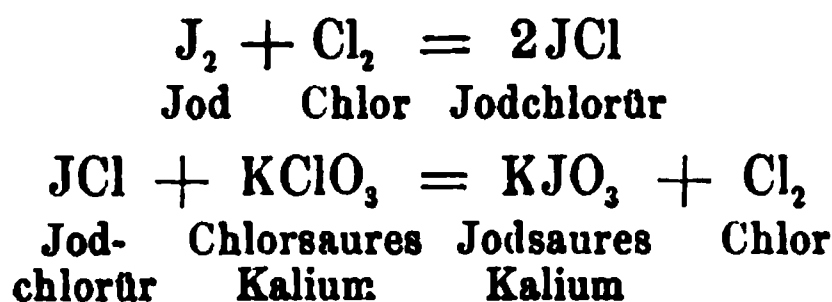 J₂ + Cl₂ = 2JCl
Jod Chlor Jodchlorür
JCl + KClO₃ = KJO₃ + Cl₂
Jod- Chlorsaures Jodsaures Chlor
chlorür Kalium Kalium